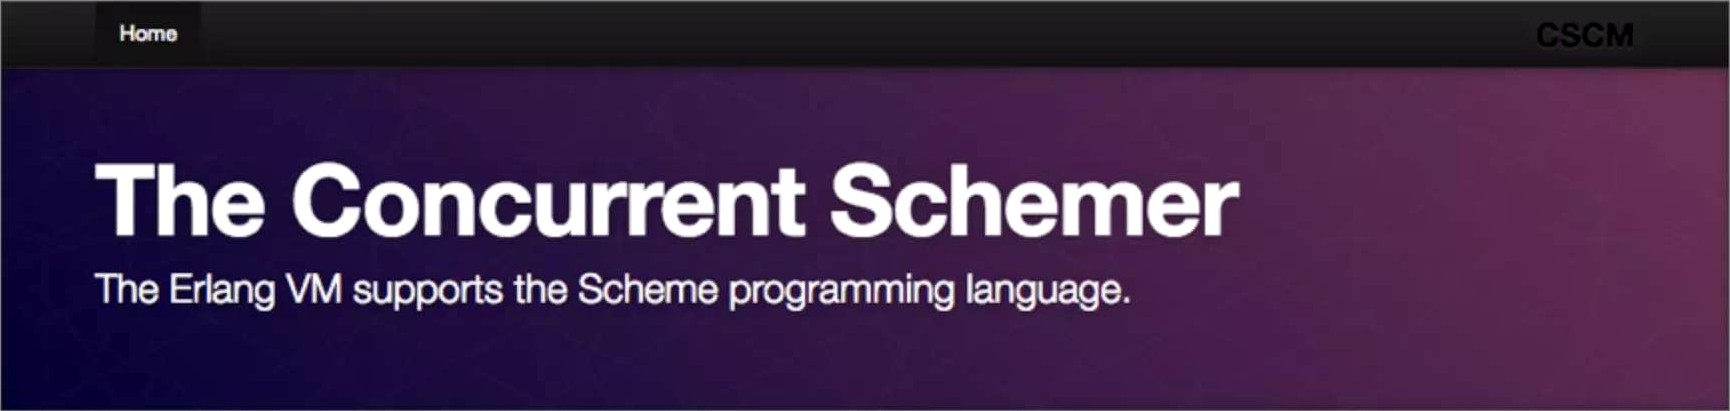 Home
CSCM
The Concurrent Schemer
The Erlang VM supports the Scheme programming language.